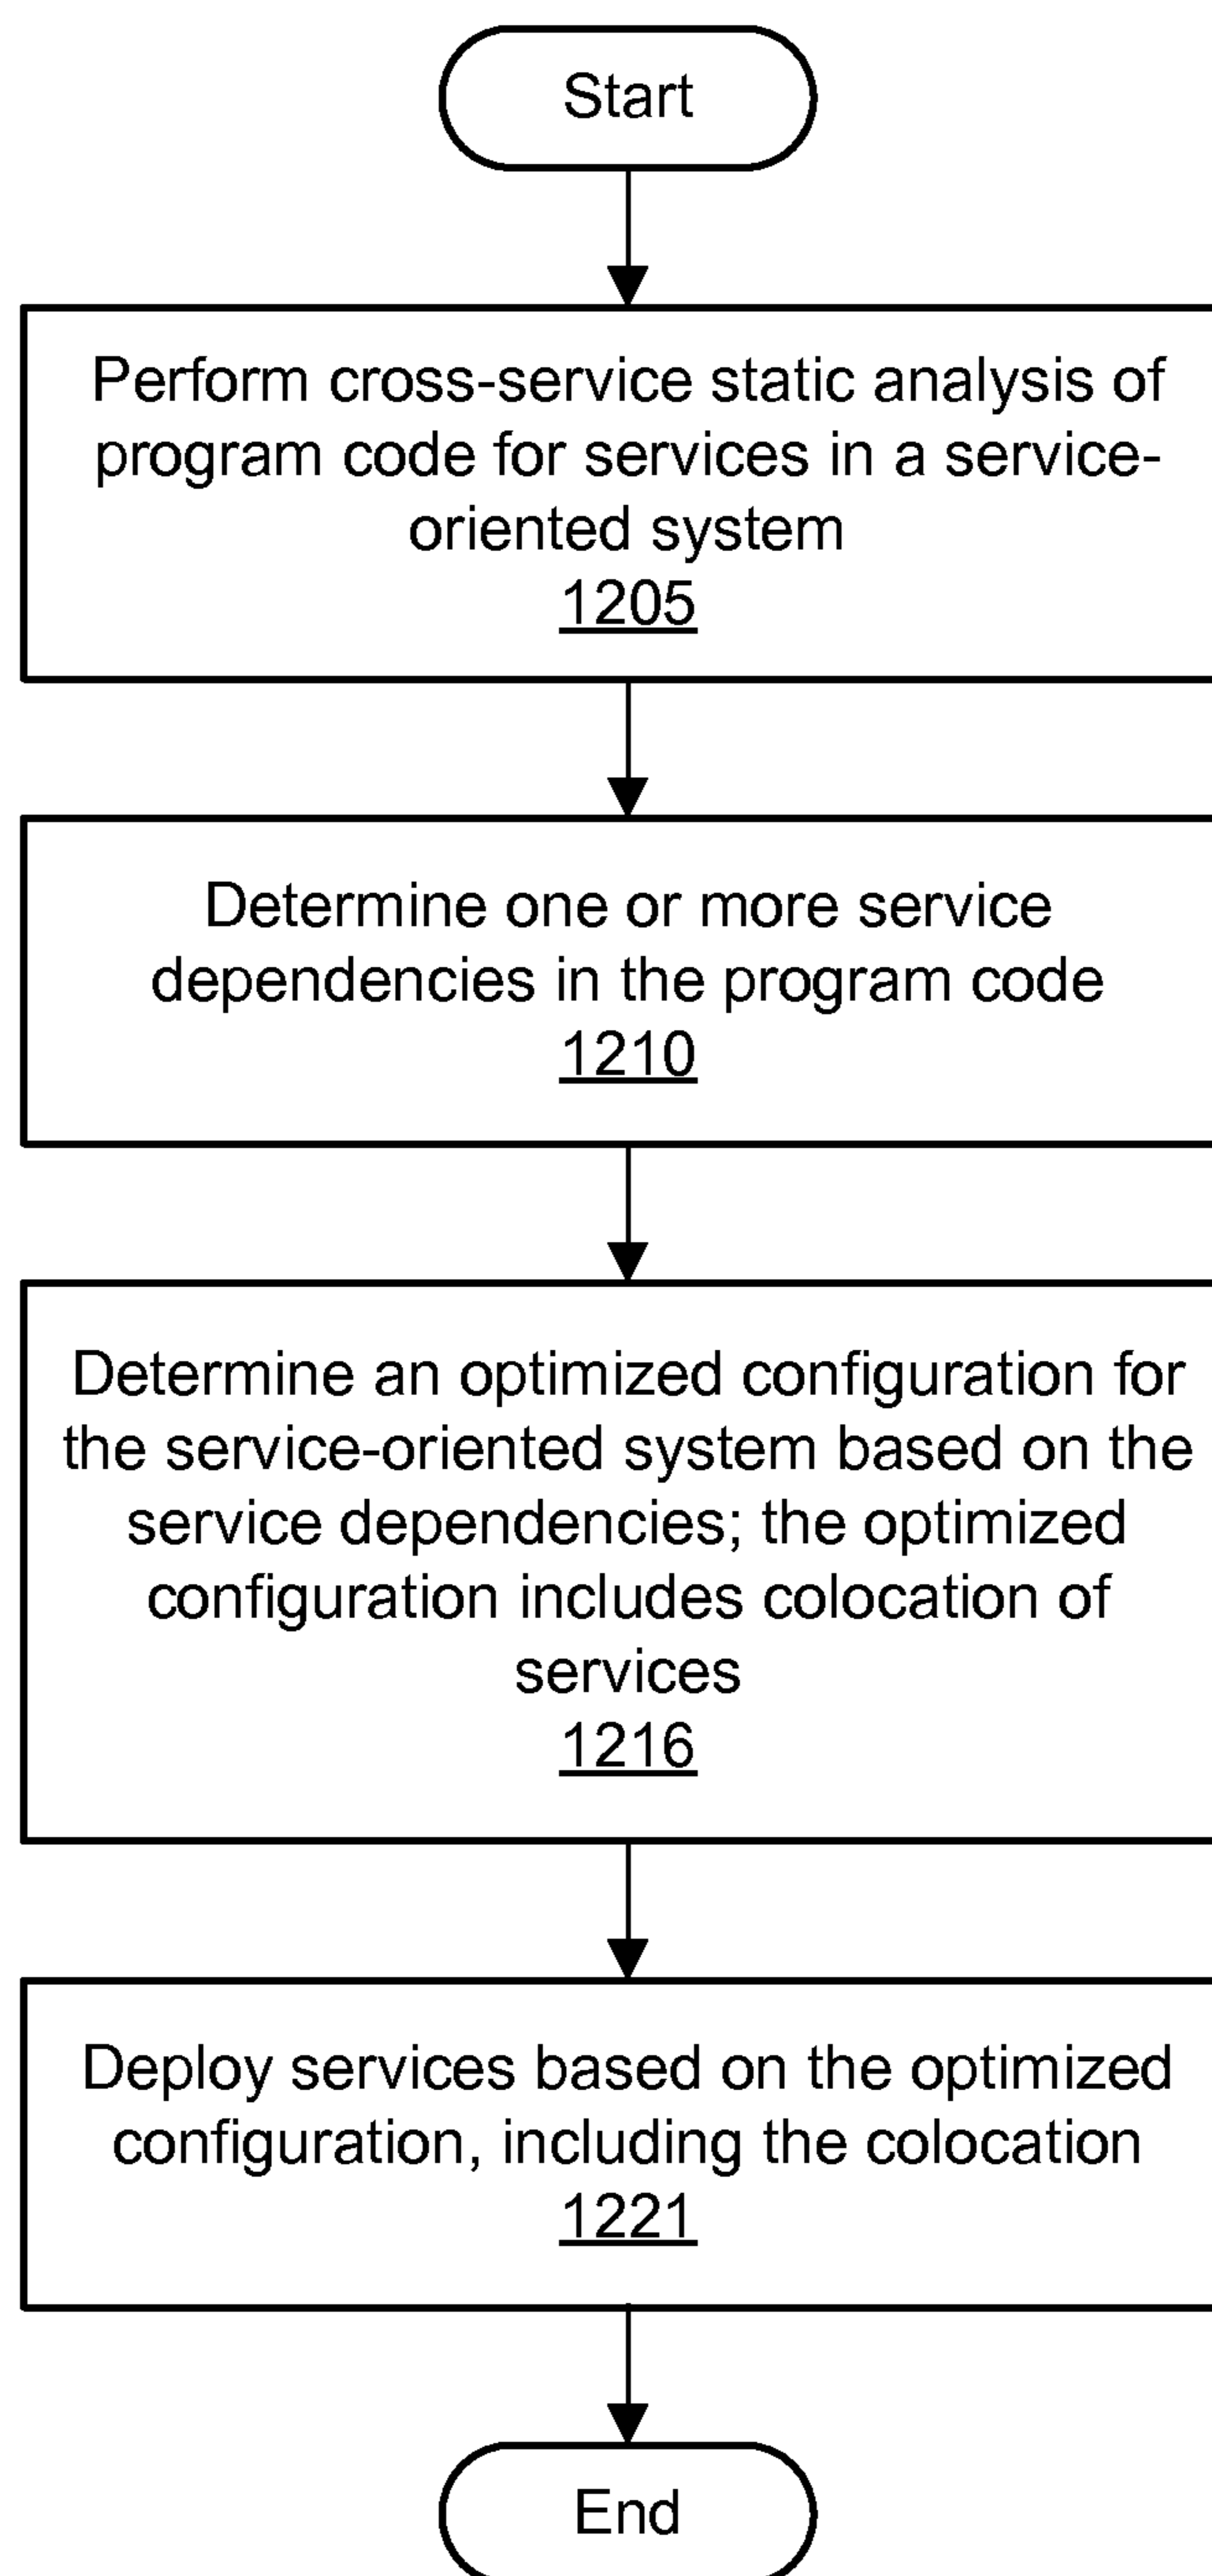 Start
Perform cross-service static analysis of
program code for services in a service-
oriented system
1205
Determine one or more service
dependencies in the program code
1210
Determine an optimized configuration for
the service-oriented system based on the
service dependencies; the optimized
configuration includes colocation of
services
1216
Deploy services based on the optimized
configuration, including the colocation
1221
End